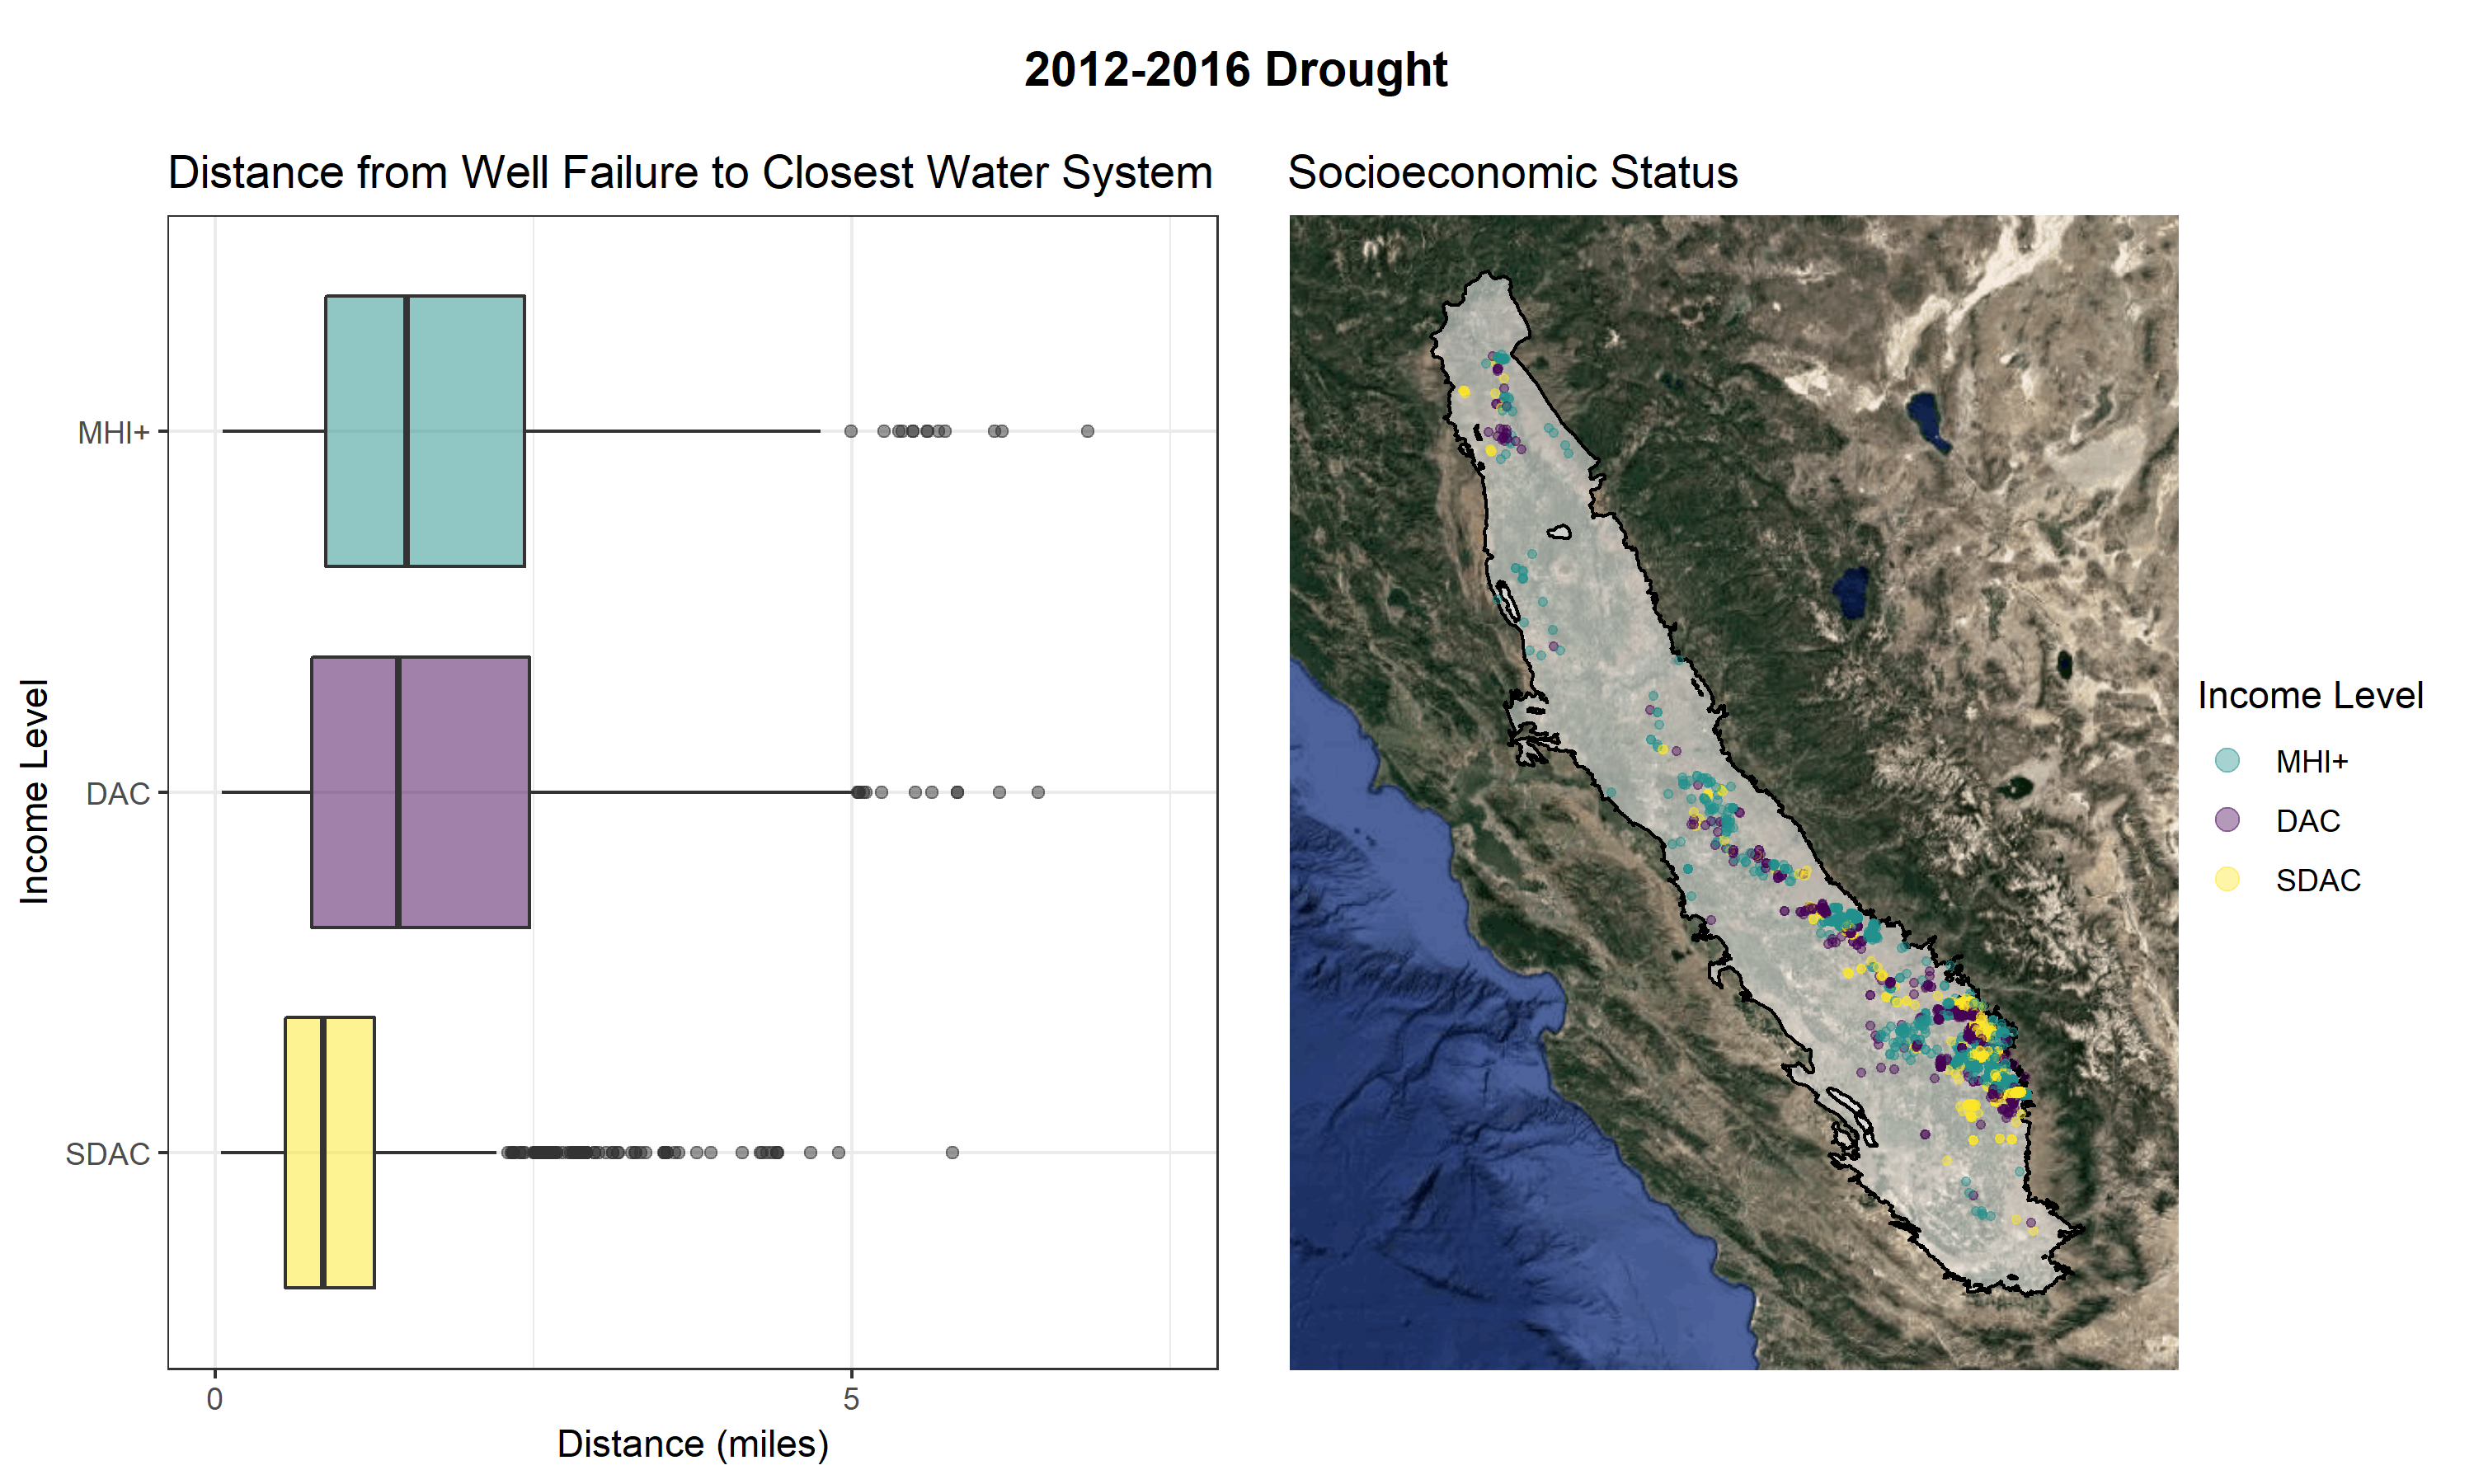 2012-2016 Drought
Distance from Well Failure to Closest Water System
MHI+
DAC
SDAC
Income Level
0
5
Distance (miles)
Socioeconomic Status
Income Level
MHI+
DAC
SDAC